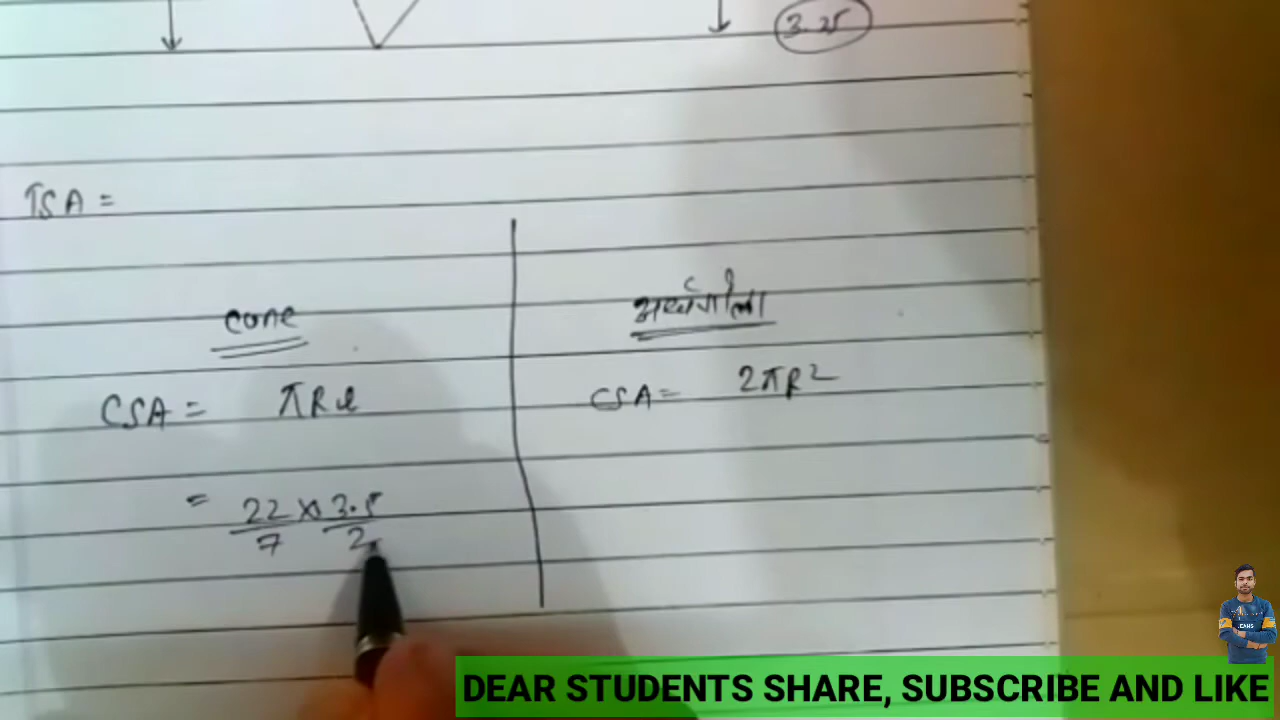 3.25
TSA =
cone
CSA = πRl
= 22/7 × 3.5/2
अर्धगोला
CSA = 2πR²
DEAR STUDENTS SHARE, SUBSCRIBE AND LIKE